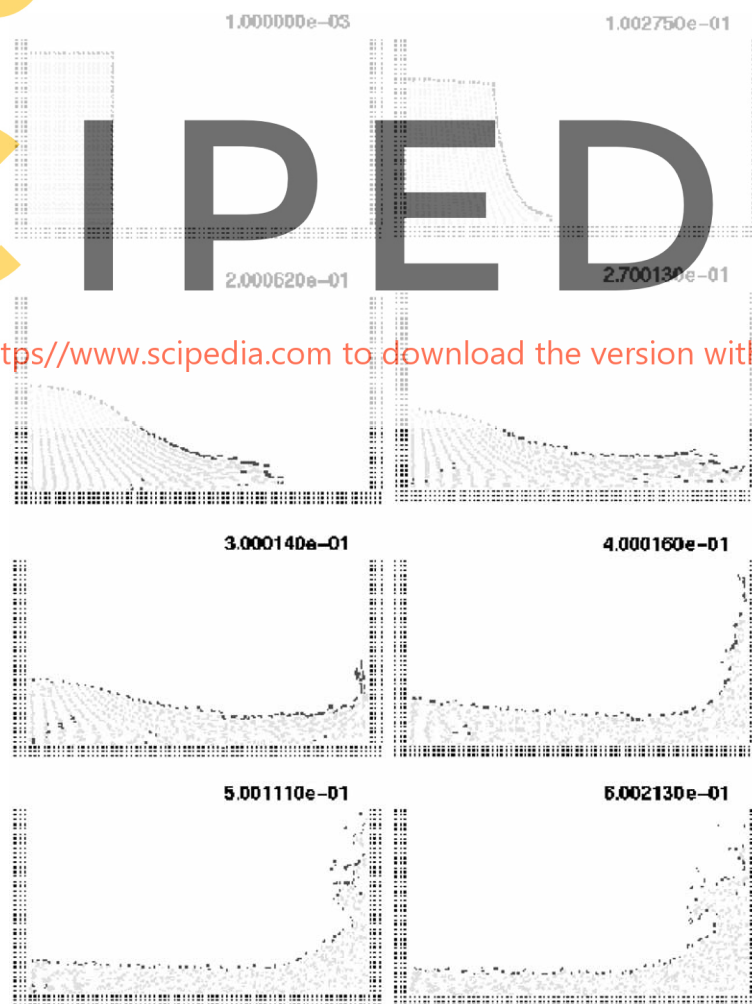 1.000000e-03
1.002750e-01
IPED
2.000620e-01
2.700130e-01
tps//www.scipedia.com to download the version with
3.000140e-01
4.000160e-01
5.001110e-01
6.002130e-01